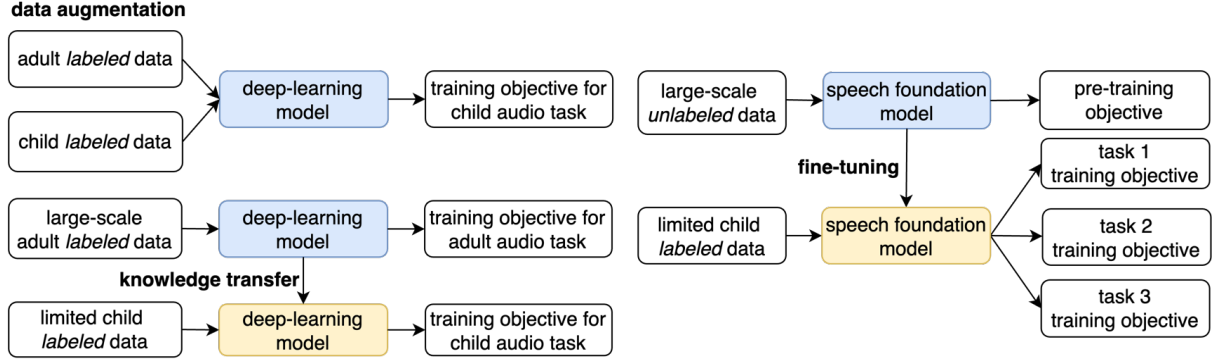 data augmentation
adult labeled data
child labeled data
deep-learning
model
training objective for
child audio task
large-scale
adult labeled data
deep-learning
model
training objective for
adult audio task
knowledge transfer
limited child
labeled data
deep-learning
model
training objective for
child audio task
large-scale
unlabeled data
speech foundation
model
pre-training
objective
fine-tuning
limited child
labeled data
speech foundation
model
task 1
training objective
task 2
training objective
task 3
training objective